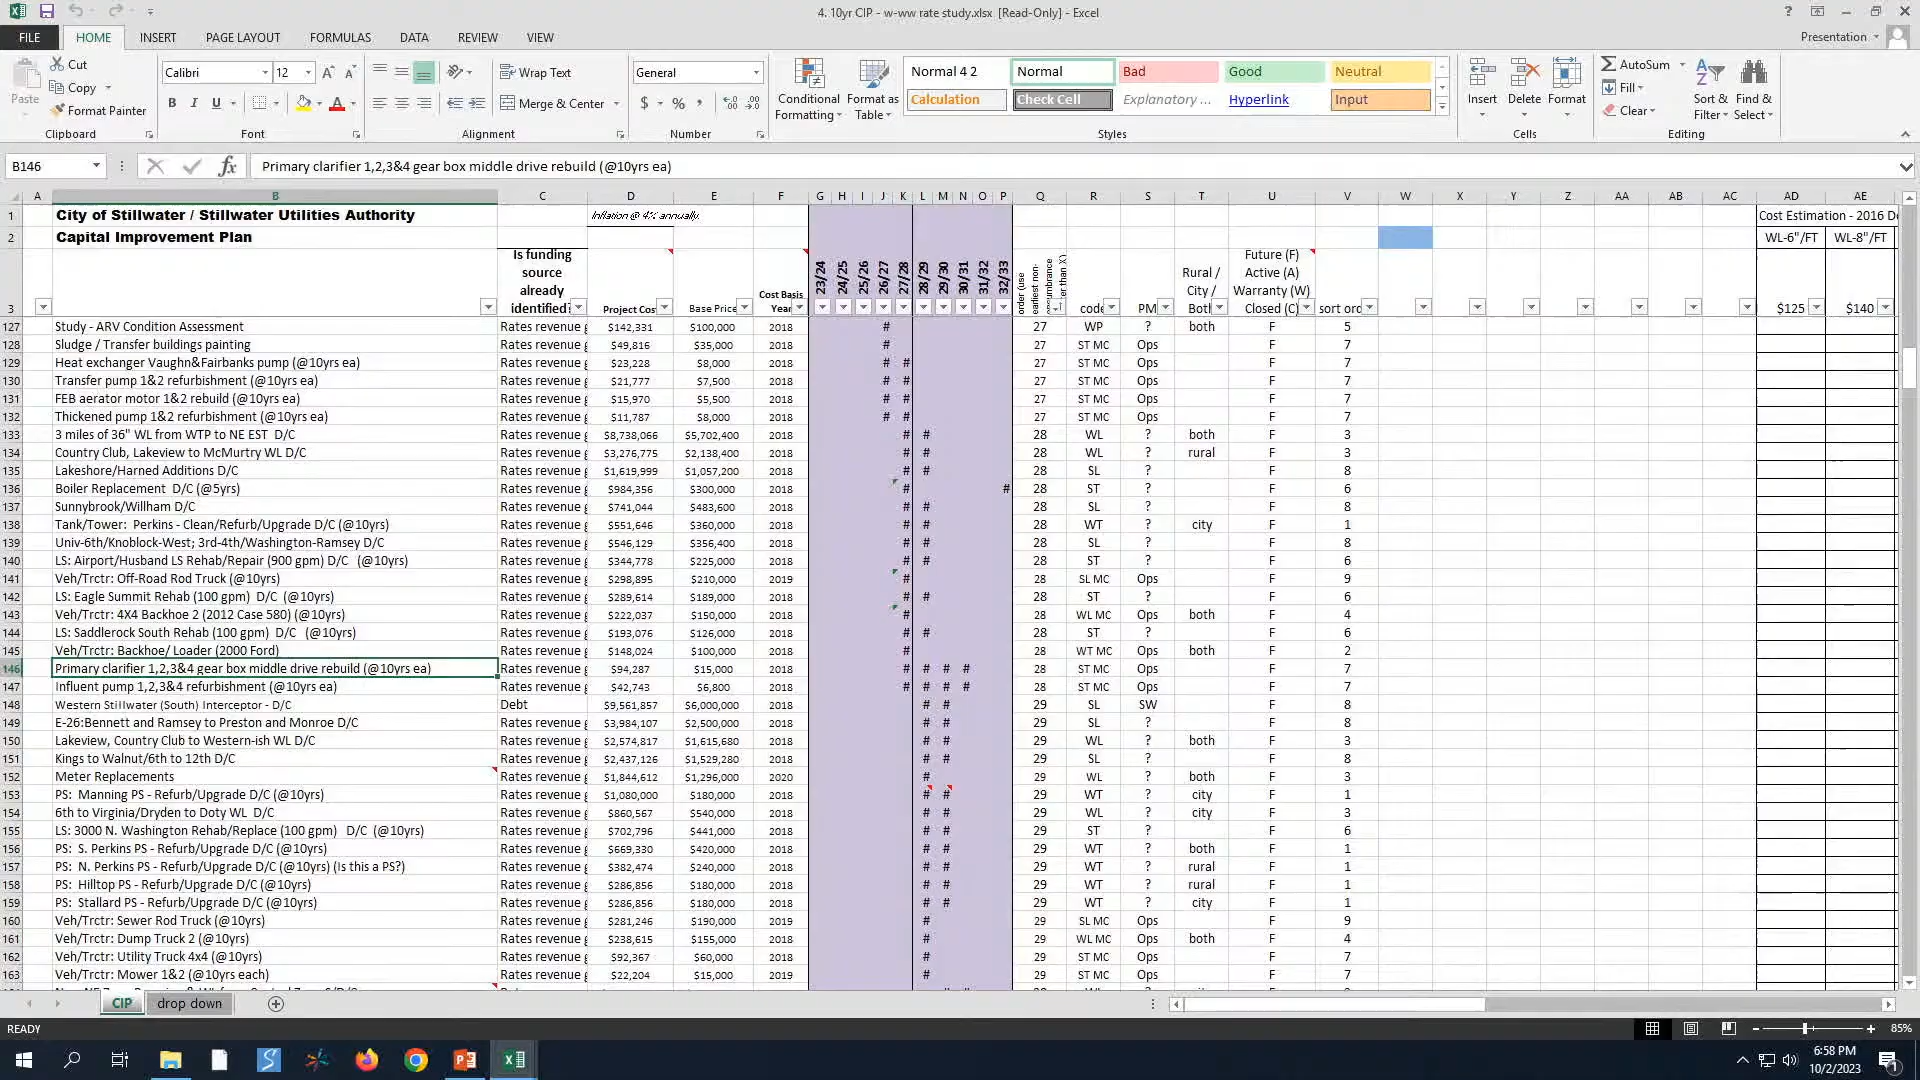 4. 10yr CIP - w-ww rate study.xlsx [Read-Only] - Excel
FILE HOME INSERT PAGE LAYOUT FORMULAS DATA REVIEW VIEW Presentation
Paste Cut Copy Format Painter Clipboard
Calibri 12 B I U Font
Wrap Text Merge & Center Alignment
General $ % Number
Conditional Formatting Format as Table
Normal 4 2 Normal Bad Good Neutral
Calculation Check Cell Explanatory ... Hyperlink Input
Styles
Insert Delete Format Cells
AutoSum Fill Clear Sort & Filter Find & Select Editing
B146 fx Primary clarifier 1,2,3&4 gear box middle drive rebuild (@10yrs ea)
A B C D E F G H I J K L M N O P Q R S T U V W X Y Z AA AB AC AD AE
1 City of Stillwater / Stillwater Utilities Authority Inflation @ 4% annually. Cost Estimation - 2016 Do
2 Capital Improvement Plan WL-6"/FT WL-8"/FT
3 Is funding source already identified? Project Cos Base Price Cost Basis Year 23/24 24/25 25/26 26/27 27/28 28/29 29/30 30/31 31/32 32/33 order (use earliest non- code PM Rural / City / Both Future (F) Active (A) Warranty (W) Closed (C) sort ord $125 $140
127 Study - ARV Condition Assessment Rates revenue $142,331 $100,000 2018 # 27 WP ? both F 5
128 Sludge / Transfer buildings painting Rates revenue $49,816 $35,000 2018 # 27 ST MC Ops F 7
129 Heat exchanger Vaughn&Fairbanks pump (@10yrs ea) Rates revenue $23,228 $8,000 2018 # # 27 ST MC Ops F 7
130 Transfer pump 1&2 refurbishment (@10yrs ea) Rates revenue $21,777 $7,500 2018 # # 27 ST MC Ops F 7
131 FEB aerator motor 1&2 rebuild (@10yrs ea) Rates revenue $15,970 $5,500 2018 # # 27 ST MC Ops F 7
132 Thickened pump 1&2 refurbishment (@10yrs ea) Rates revenue $11,787 $8,000 2018 # # 27 ST MC Ops F 7
133 3 miles of 36" WL from WTP to NE EST D/C Rates revenue $8,738,066 $5,702,400 2018 # # 28 WL ? both F 3
134 Country Club, Lakeview to McMurtry WL D/C Rates revenue $3,276,775 $2,138,400 2018 # # 28 WL ? rural F 3
135 Lakeshore/Harned Additions D/C Rates revenue $1,619,999 $1,057,200 2018 # # 28 SL ? F 8
136 Boiler Replacement D/C (@5yrs) Rates revenue $984,356 $300,000 2018 # # 28 ST ? F 6
137 Sunnybrook/Willham D/C Rates revenue $741,044 $483,600 2018 # # 28 SL ? F 8
138 Tank/Tower: Perkins - Clean/Refurb/Upgrade D/C (@10yrs) Rates revenue $551,646 $360,000 2018 # # 28 WT ? city F 1
139 Univ-6th/Knoblock-West; 3rd-4th/Washington-Ramsey D/C Rates revenue $546,129 $356,400 2018 # # 28 SL ? F 8
140 LS: Airport/Husband LS Rehab/Repair (900 gpm) D/C (@10yrs) Rates revenue $344,778 $225,000 2018 # # 28 ST ? F 6
141 Veh/Trctr: Off-Road Rod Truck (@10yrs) Rates revenue $298,895 $210,000 2019 # 28 SL MC Ops F 9
142 LS: Eagle Summit Rehab (100 gpm) D/C (@10yrs) Rates revenue $289,614 $189,000 2018 # # 28 ST ? F 6
143 Veh/Trctr: 4X4 Backhoe 2 (2012 Case 580) (@10yrs) Rates revenue $222,037 $150,000 2018 # 28 WL MC Ops both F 4
144 LS: Saddlerock South Rehab (100 gpm) D/C (@10yrs) Rates revenue $193,076 $126,000 2018 # # 28 ST ? F 6
145 Veh/Trctr: Backhoe/ Loader (2000 Ford) Rates revenue $148,024 $100,000 2018 # 28 WT MC Ops both F 2
146 Primary clarifier 1,2,3&4 gear box middle drive rebuild (@10yrs ea) Rates revenue $94,287 $15,000 2018 # # # # 28 ST MC Ops F 7
147 Influent pump 1,2,3&4 refurbishment (@10yrs ea) Rates revenue $42,743 $6,800 2018 # # # # 28 ST MC Ops F 7
148 Western Stillwater (South) Interceptor - D/C Debt $9,561,857 $6,000,000 2018 # # 29 SL SW F 8
149 E-26:Bennett and Ramsey to Preston and Monroe D/C Rates revenue $3,984,107 $2,500,000 2018 # # 29 SL ? F 8
150 Lakeview, Country Club to Western-ish WL D/C Rates revenue $2,574,817 $1,615,680 2018 # # 29 WL ? both F 3
151 Kings to Walnut/6th to 12th D/C Rates revenue $2,437,126 $1,529,280 2018 # # 29 SL ? F 8
152 Meter Replacements Rates revenue $1,844,612 $1,296,000 2020 # 29 WL ? both F 3
153 PS: Manning PS - Refurb/Upgrade D/C (@10yrs) Rates revenue $1,080,000 $180,000 2018 # # 29 WT ? city F 1
154 6th to Virginia/Dryden to Doty WL D/C Rates revenue $860,567 $540,000 2018 # # 29 WL ? city F 3
155 LS: 3000 N. Washington Rehab/Replace (100 gpm) D/C (@10yrs) Rates revenue $702,796 $441,000 2018 # # 29 ST ? F 6
156 PS: S. Perkins PS - Refurb/Upgrade D/C (@10yrs) Rates revenue $669,330 $420,000 2018 # # 29 WT ? both F 1
157 PS: N. Perkins PS - Refurb/Upgrade D/C (@10yrs) (Is this a PS?) Rates revenue $382,474 $240,000 2018 # # 29 WT ? rural F 1
158 PS: Hilltop PS - Refurb/Upgrade D/C (@10yrs) Rates revenue $286,856 $180,000 2018 # # 29 WT ? rural F 1
159 PS: Stallard PS - Refurb/Upgrade D/C (@10yrs) Rates revenue $286,856 $180,000 2018 # # 29 WT ? city F 1
160 Veh/Trctr: Sewer Rod Truck (@10yrs) Rates revenue $281,246 $190,000 2019 # 29 SL MC Ops F 9
161 Veh/Trctr: Dump Truck 2 (@10yrs) Rates revenue $238,615 $155,000 2018 # 29 WL MC Ops both F 4
162 Veh/Trctr: Utility Truck 4x4 (@10yrs) Rates revenue $92,367 $60,000 2018 # 29 ST MC Ops F 7
163 Veh/Trctr: Mower 1&2 (@10yrs each) Rates revenue $22,204 $15,000 2019 # 29 ST MC Ops F 7
CIP drop down
READY 85%
6:58 PM
10/2/2023